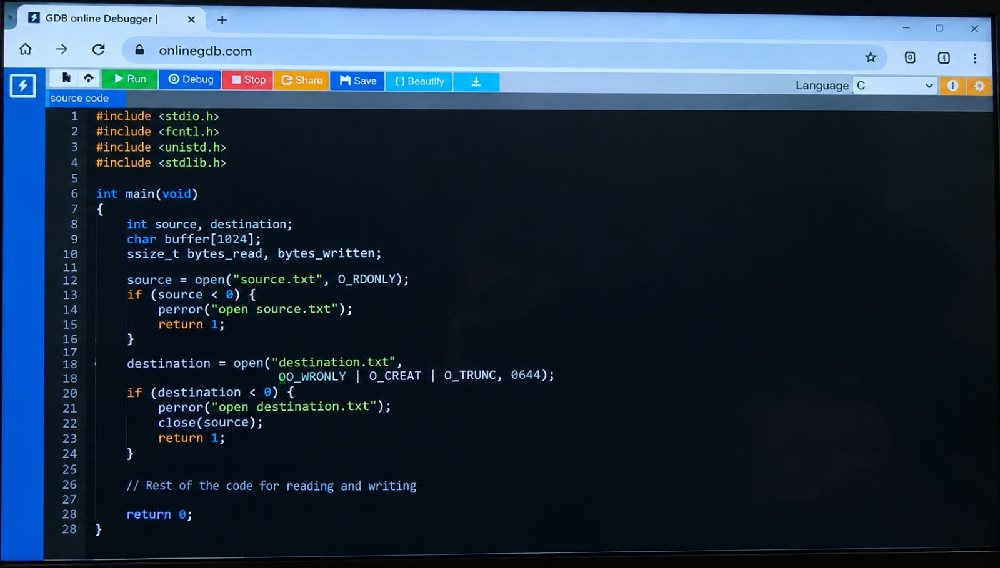 GDB online Debugger |
onlinegdb.com
Run Debug Stop Share Save {} Beautify
Language C
source code
1 #include <stdio.h>
2 #include <fcntl.h>
3 #include <unistd.h>
4 #include <stdlib.h>
5
6 int main(void)
7 {
8 int source, destination;
9 char buffer[1024];
10 ssize_t bytes_read, bytes_written;
11
12 source = open("source.txt", O_RDONLY);
13 if (source < 0) {
14 perror("open source.txt");
15 return 1;
16 }
17
18 destination = open("destination.txt",
18 OO_WRONLY | O_CREAT | O_TRUNC, 0644);
20 if (destination < 0) {
21 perror("open destination.txt");
22 close(source);
23 return 1;
24 }
25
26 // Rest of the code for reading and writing
27
28 return 0;
28 }